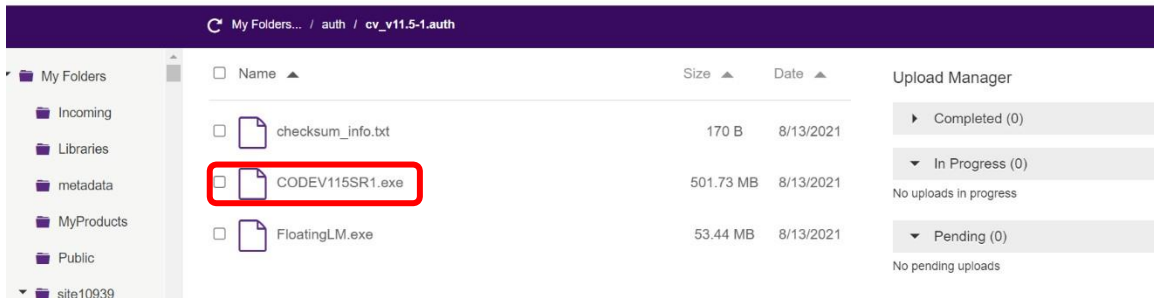 My Folders... / auth / cv_v11.5-1.auth
My Folders
Incoming
Libraries
metadata
MyProducts
Public
site10939
Name Size Date
checksum_info.txt 170 B 8/13/2021
CODEV115SR1.exe 501.73 MB 8/13/2021
FloatingLM.exe 53.44 MB 8/13/2021
Upload Manager
Completed (0)
In Progress (0)
No uploads in progress
Pending (0)
No pending uploads